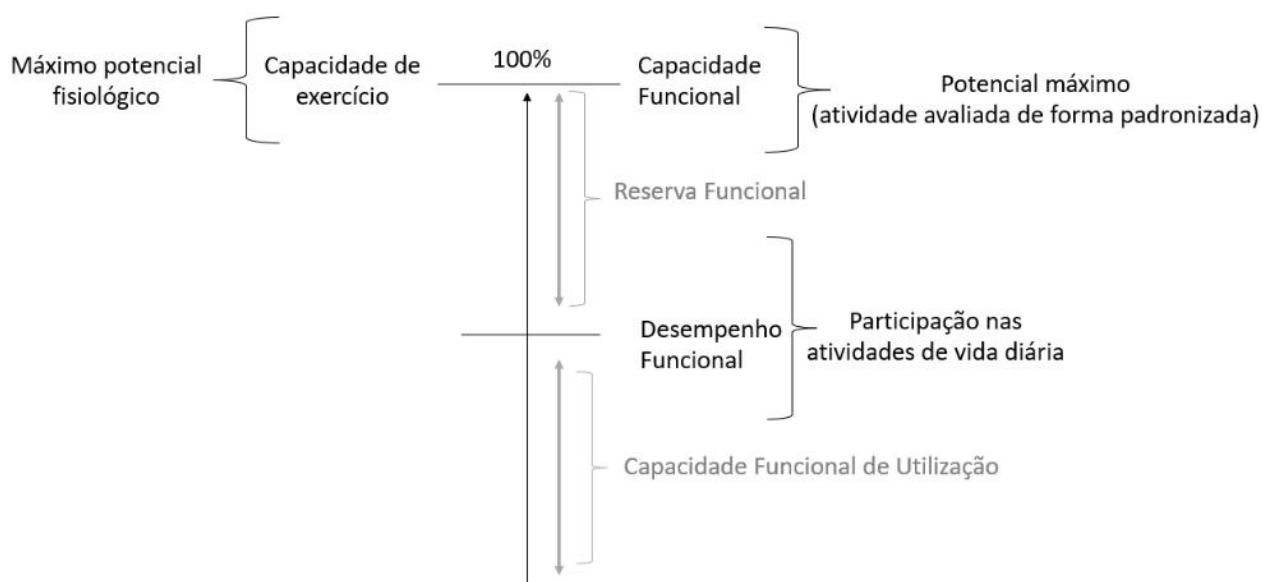 Máximo potencial
fisiológico
Capacidade de
exercício
100%
Capacidade
Funcional
Potencial máximo
(atividade avaliada de forma padronizada)
Reserva Funcional
Desempenho
Funcional
Participação nas
atividades de vida diária
Capacidade Funcional de Utilização